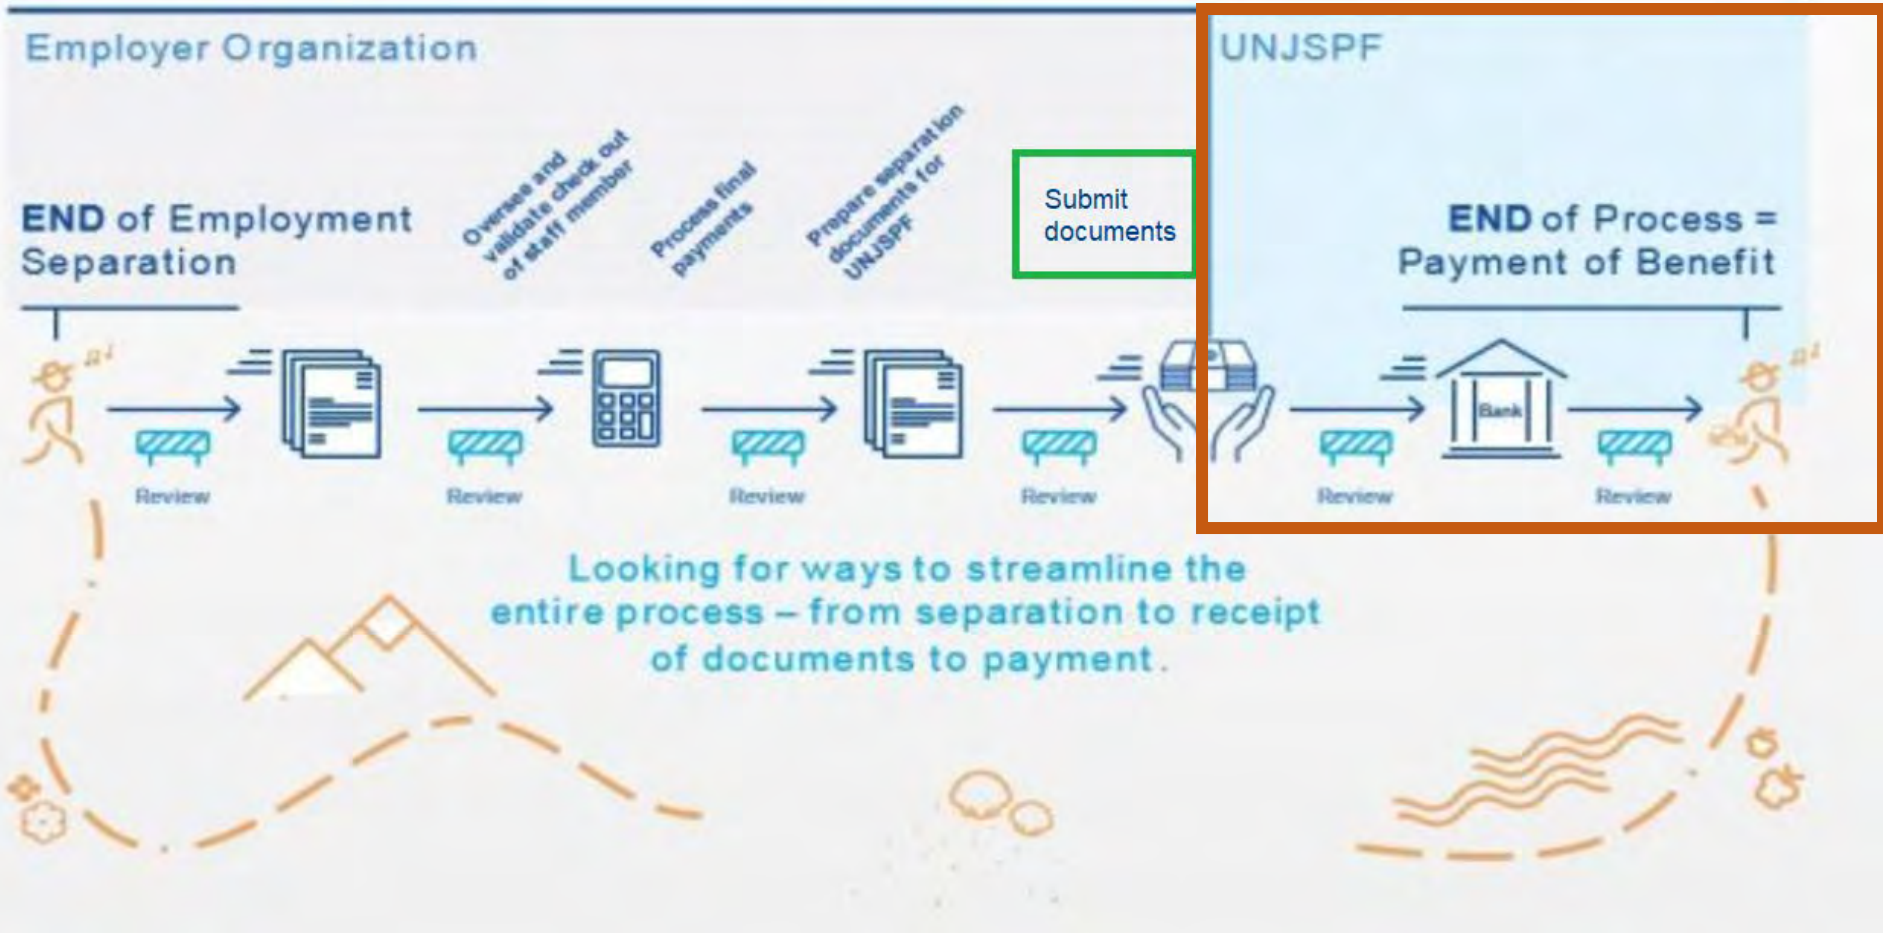 Employer Organization
UNJSPF
END of Employment
Separation
Oversee and
validate check out
of staff member
Process final
payments
Prepare separation
documents for
UNJSPF
Submit
documents
END of Process =
Payment of Benefit
Bank
Review
Review
Review
Review
Review
Review
Looking for ways to streamline the
entire process – from separation to receipt
of documents to payment.